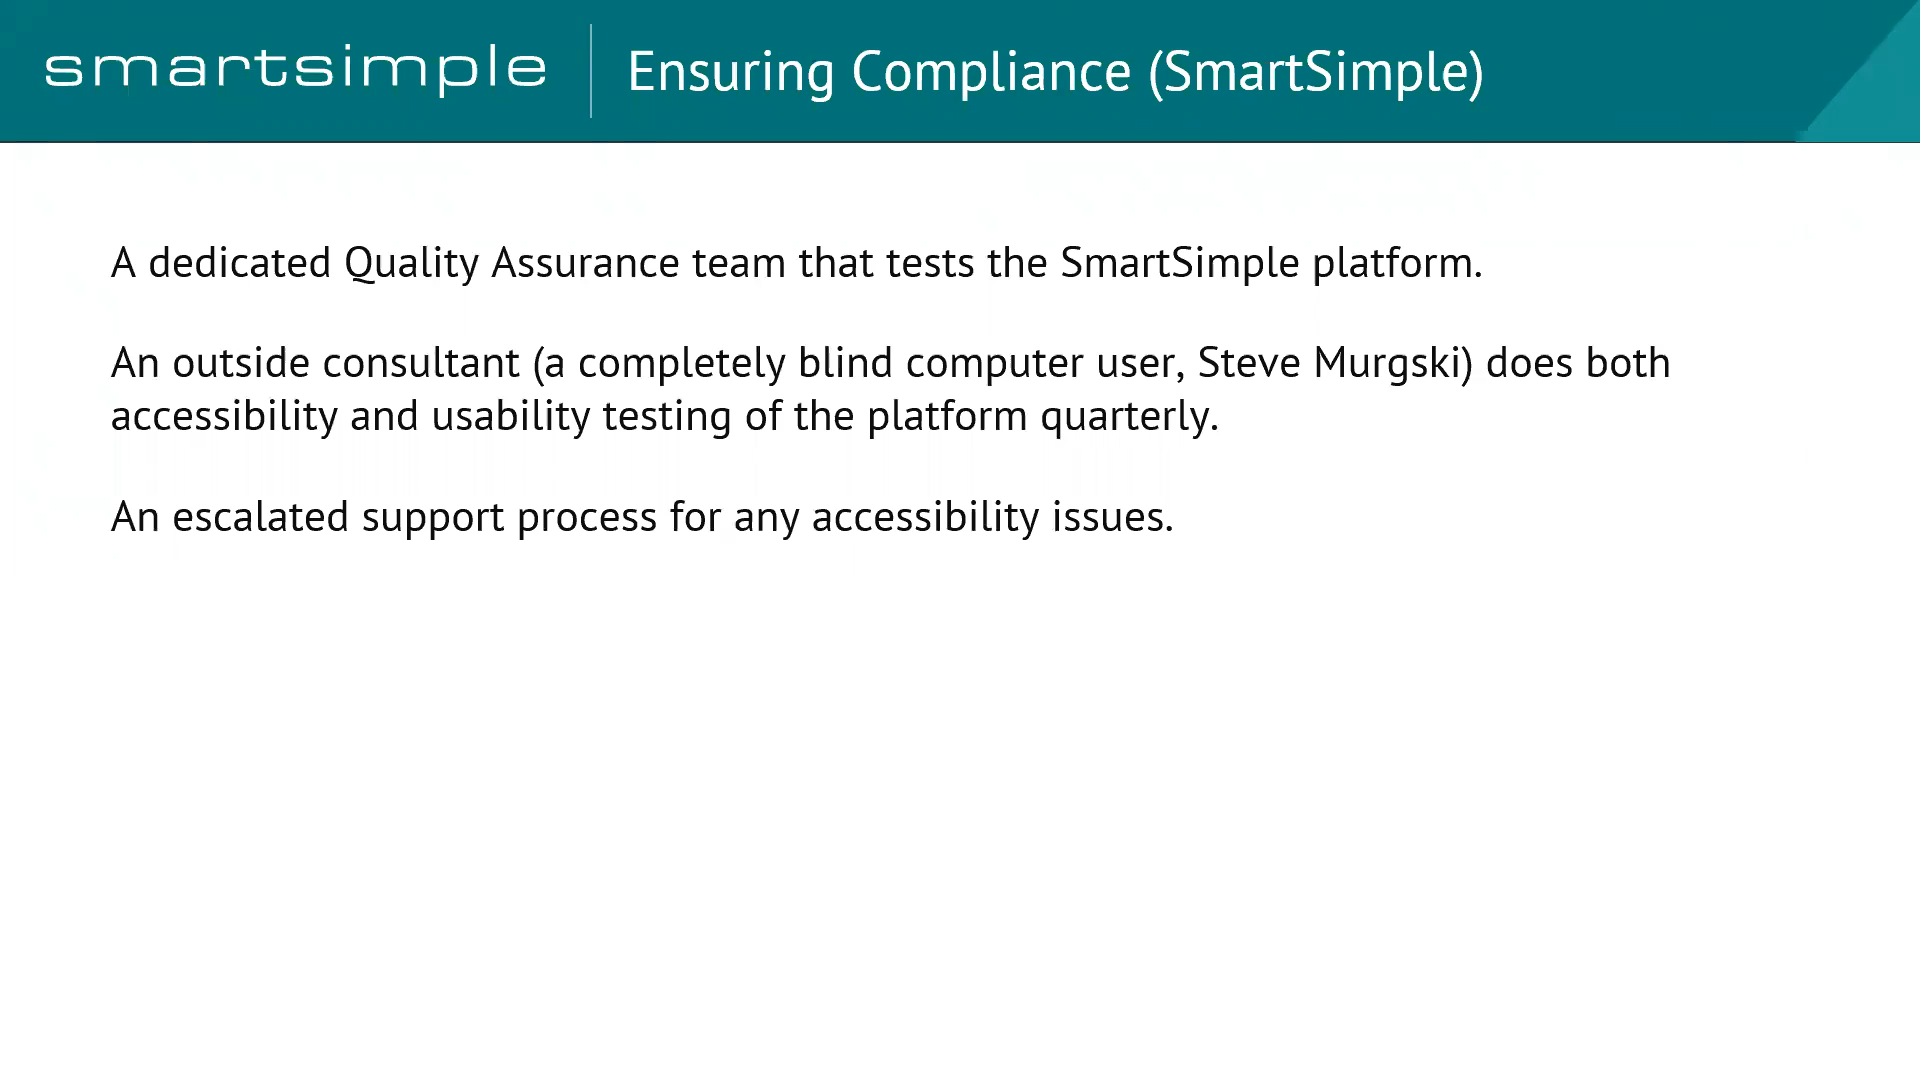 smartsimple
Ensuring Compliance (SmartSimple)
A dedicated Quality Assurance team that tests the SmartSimple platform.
An outside consultant (a completely blind computer user, Steve Murgski) does both
accessibility and usability testing of the platform quarterly.
An escalated support process for any accessibility issues.